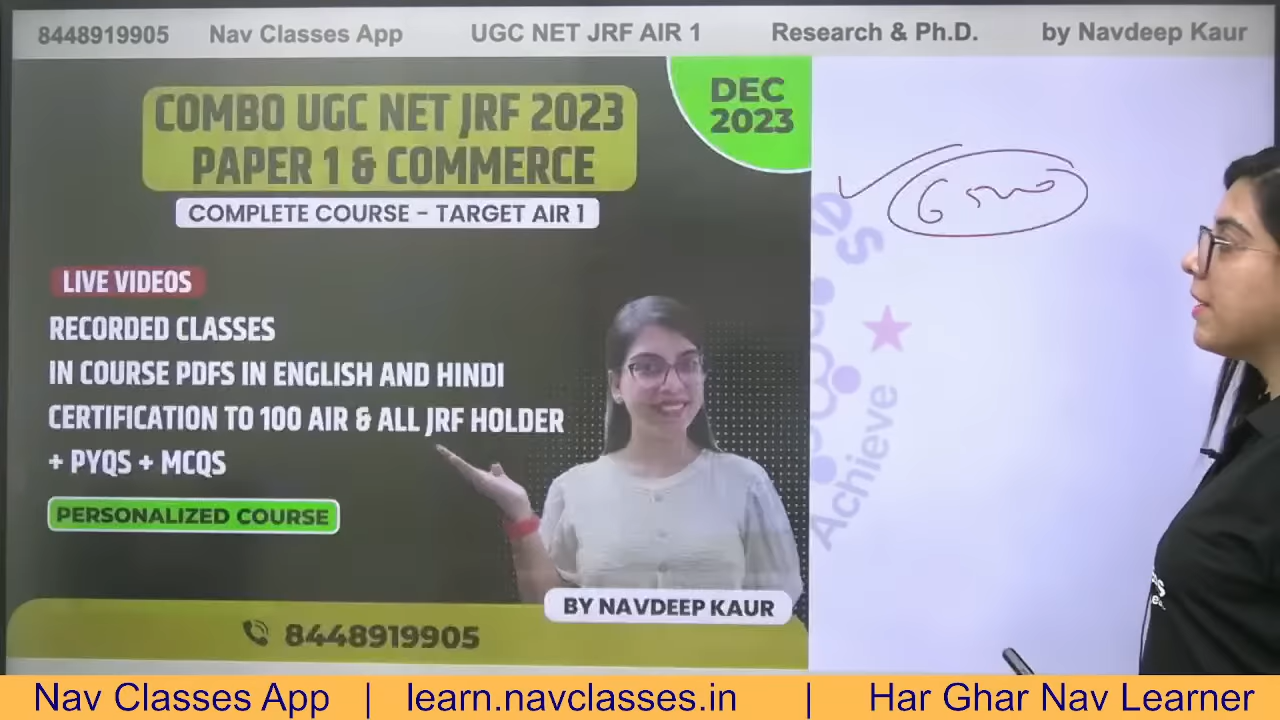 8448919905 Nav Classes App UGC NET JRF AIR 1 Research & Ph.D. by Navdeep Kaur
COMBO UGC NET JRF 2023
PAPER 1 & COMMERCE
COMPLETE COURSE - TARGET AIR 1
DEC
2023
LIVE VIDEOS
RECORDED CLASSES
IN COURSE PDFS IN ENGLISH AND HINDI
CERTIFICATION TO 100 AIR & ALL JRF HOLDER
+ PYQS + MCQS
PERSONALIZED COURSE
BY NAVDEEP KAUR
8448919905
Achieve
Nav Classes App | learn.navclasses.in | Har Ghar Nav Learner